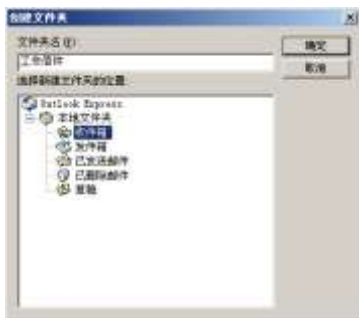 创建文件夹
文件夹名(F)
确定
工作信件
取消
选择新建文件夹的位置
Outlook Express
本地文件夹
收件箱
发件箱
已发送邮件
已删除邮件
草稿